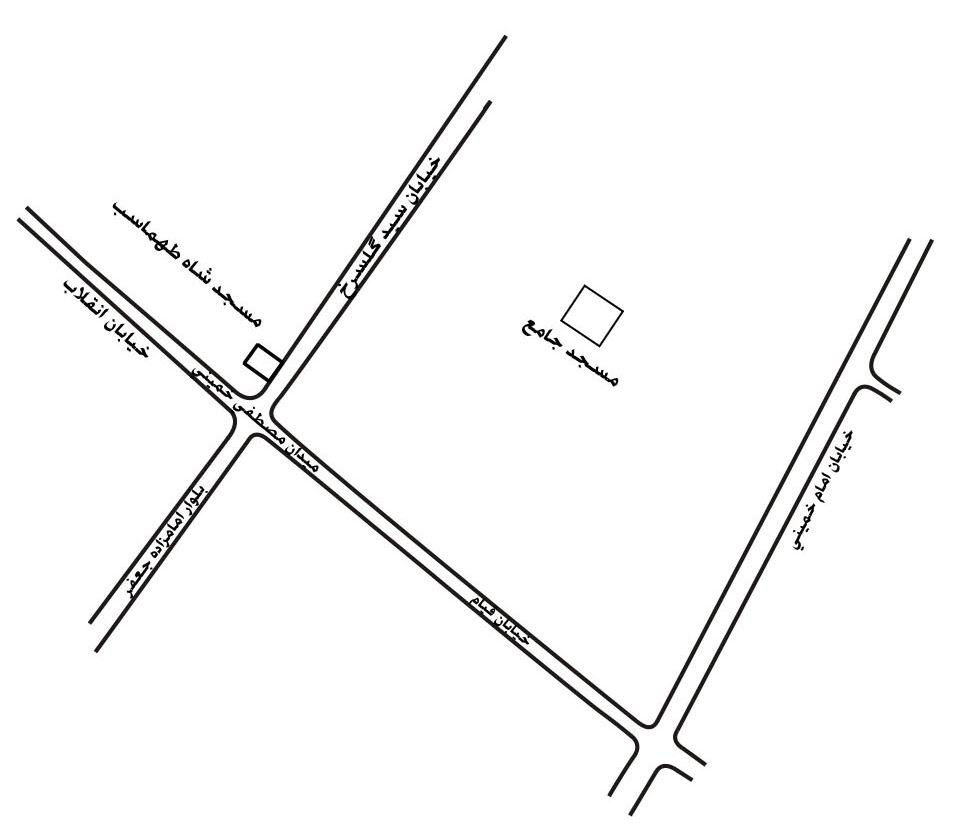 خیابان سید گلسرخ
مسجد شاه طهماسب
خیابان انقلاب
مسجد جامع
میدان مصطفی خمینی
خیابان امام خمیني
بلوار امامزاده جعفر
خیابان قیام